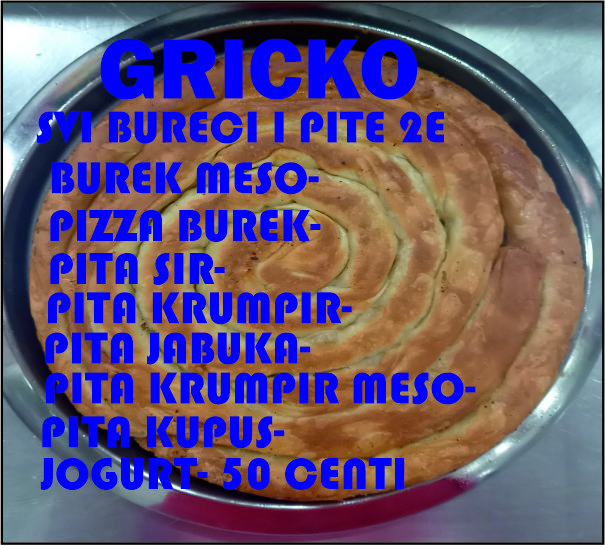 GRICKO
SVI BURECI I PITE 2E
BUREK MESO-
PIZZA BUREK-
PITA SIR-
PITA KRUMPIR-
PITA JABUKA-
PITA KRUMPIR MESO-
PITA KUPUS-
JOGURT- 50 CENTI